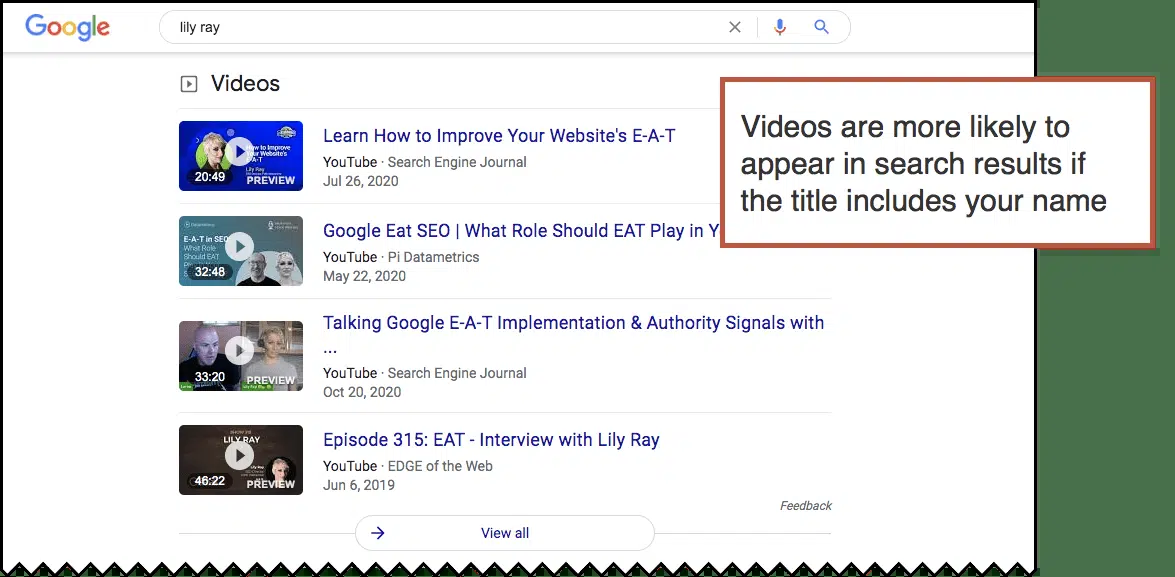 Google
lily ray
Videos
Videos are more likely to
appear in search results if
the title includes your name
How to Improve
Your Website's
E-A-T
Lily Ray
20:49
PREVIEW
Learn How to Improve Your Website's E-A-T
YouTube · Search Engine Journal
Jul 26, 2020
E-A-T in SEO
What Role
Should EAT
32:48
Google Eat SEO | What Role Should EAT Play in Y
YouTube · Pi Datametrics
May 22, 2020
33:20
PREVIEW
Talking Google E-A-T Implementation & Authority Signals with
...
YouTube · Search Engine Journal
Oct 20, 2020
LILY RAY
Lily Ray
46:22
PREVIEW
Episode 315: EAT - Interview with Lily Ray
YouTube · EDGE of the Web
Jun 6, 2019
Feedback
View all